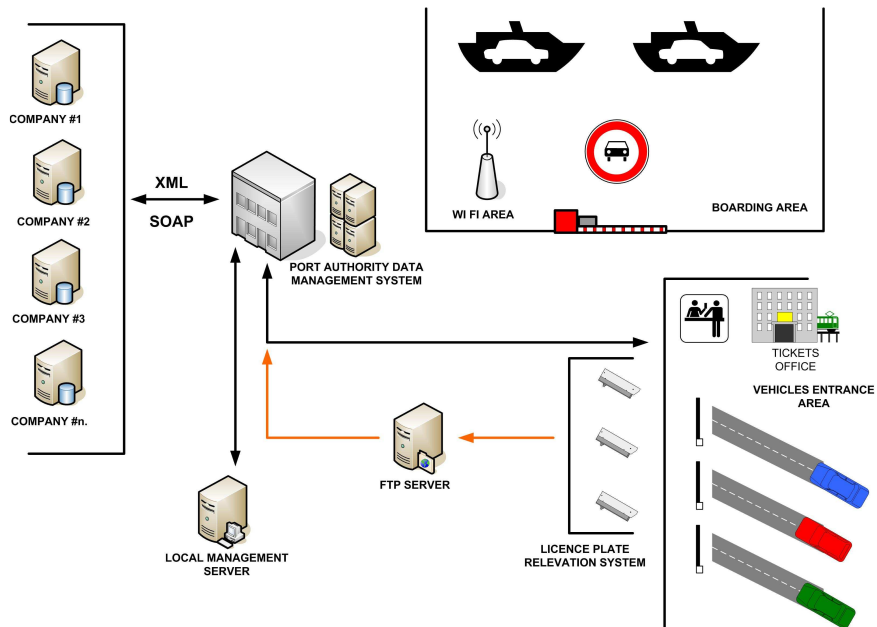 COMPANY #1
COMPANY #2
COMPANY #3
COMPANY #n.
XML
SOAP
PORT AUTHORITY DATA
MANAGEMENT SYSTEM
WI FI AREA
BOARDING AREA
TICKETS
OFFICE
VEHICLES ENTRANCE
AREA
FTP SERVER
LICENCE PLATE
RELEVATION SYSTEM
LOCAL MANAGEMENT
SERVER